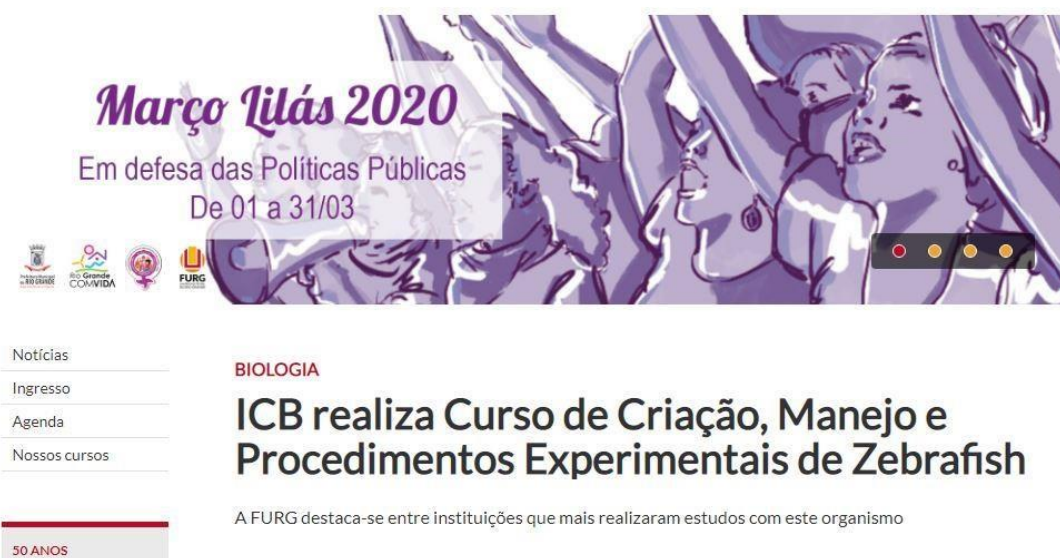 Março Lilás 2020
Em defesa das Políticas Públicas
De 01 a 31/03
Rio Grande
COMVIDA
FURG
Notícias
Ingresso
Agenda
Nossos cursos
50 ANOS
BIOLOGIA
ICB realiza Curso de Criação, Manejo e
Procedimentos Experimentais de Zebrafish
A FURG destaca-se entre instituições que mais realizaram estudos com este organismo